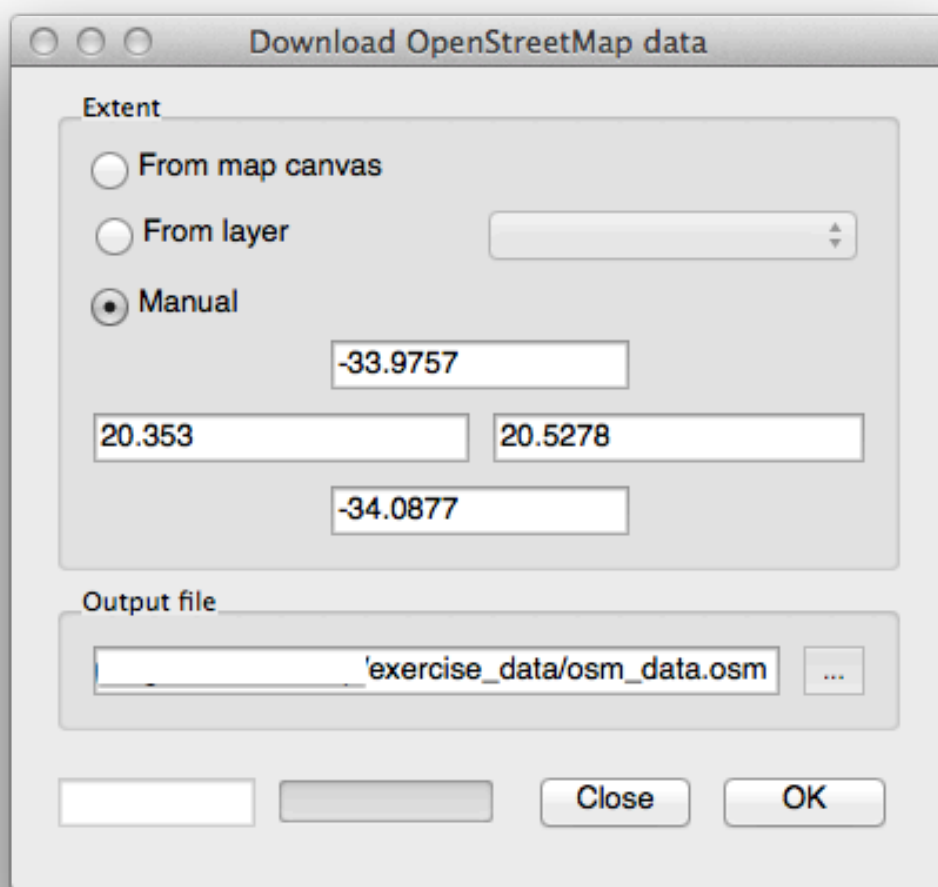 Download OpenStreetMap data
Extent
From map canvas
From layer
Manual
-33.9757
20.353 20.5278
-34.0877
Output file
/exercise_data/osm_data.osm ...
Close OK